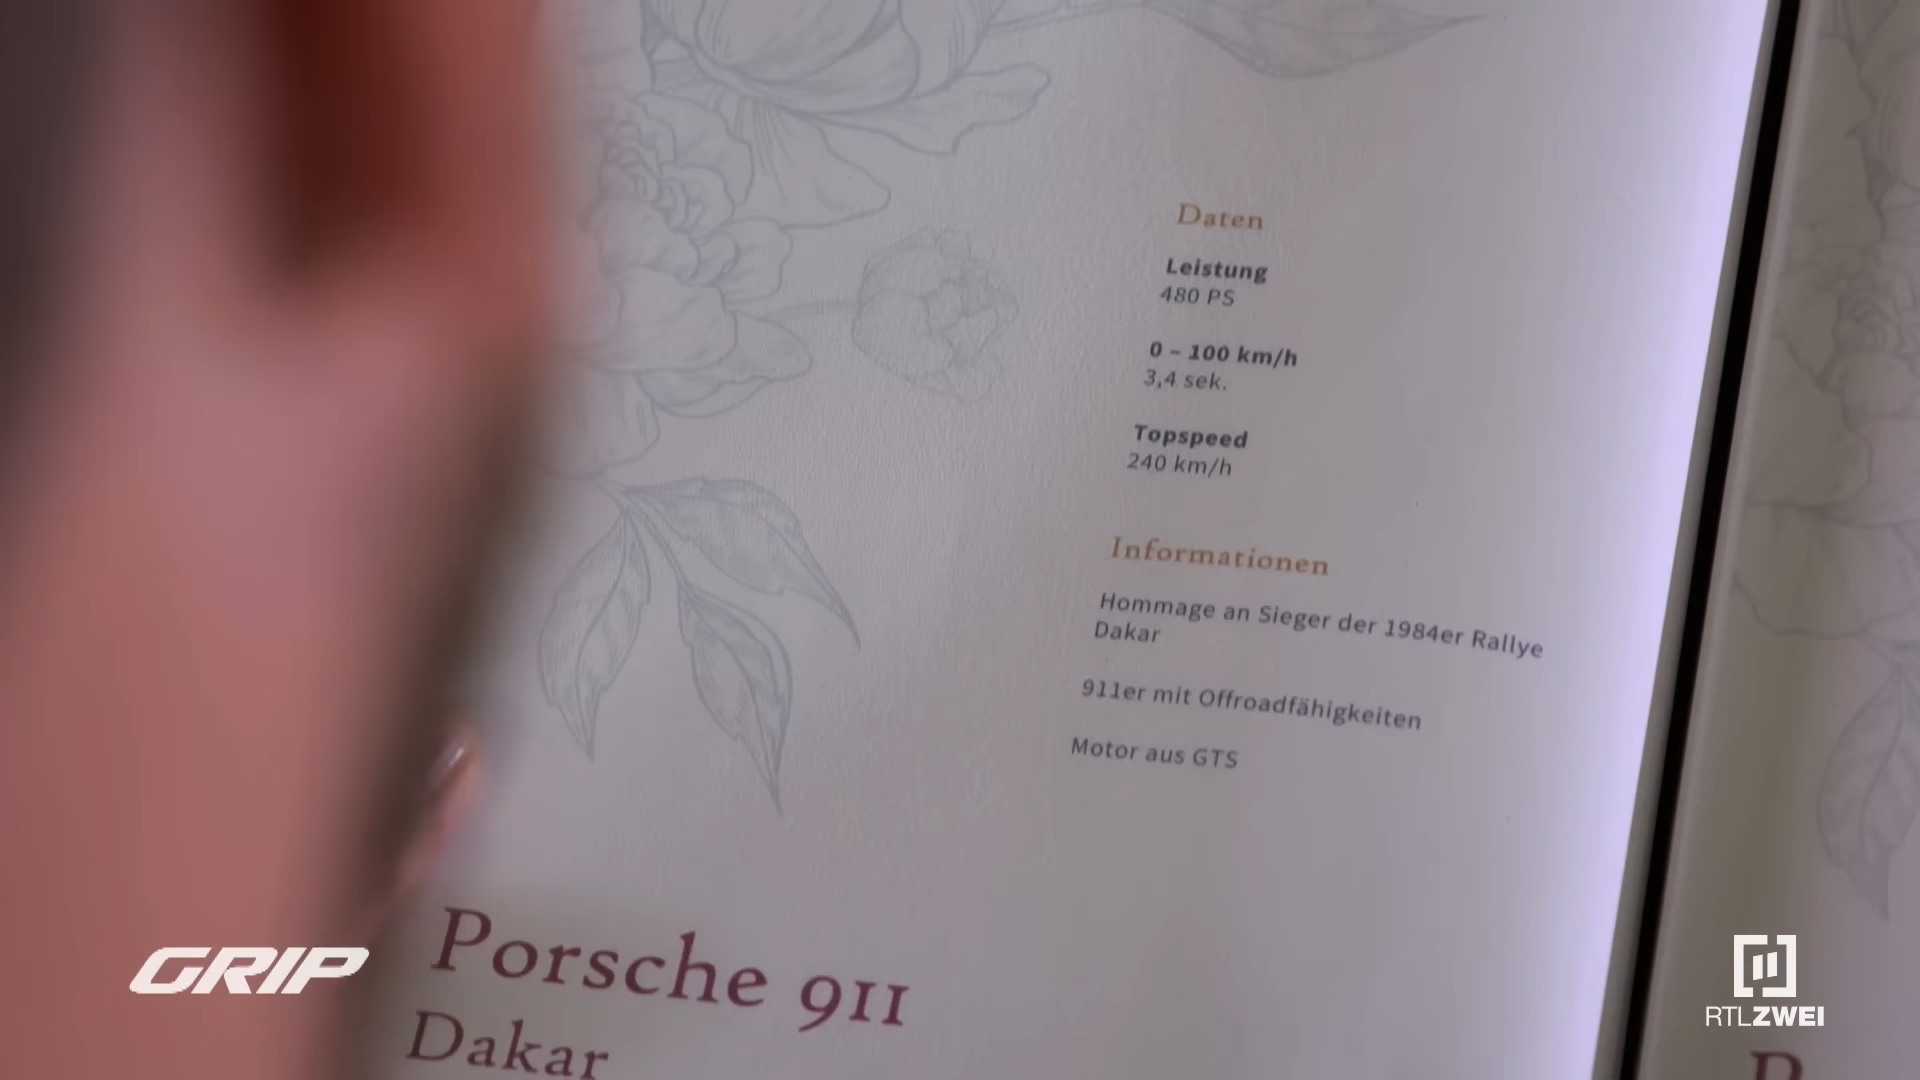 Daten
Leistung
480 PS
0 – 100 km/h
3,4 sek.
Topspeed
240 km/h
Informationen
Hommage an Sieger der 1984er Rallye
Dakar
911er mit Offroadfähigkeiten
Motor aus GTS
Porsche 911
Dakar
GRIP
RTLZWEI